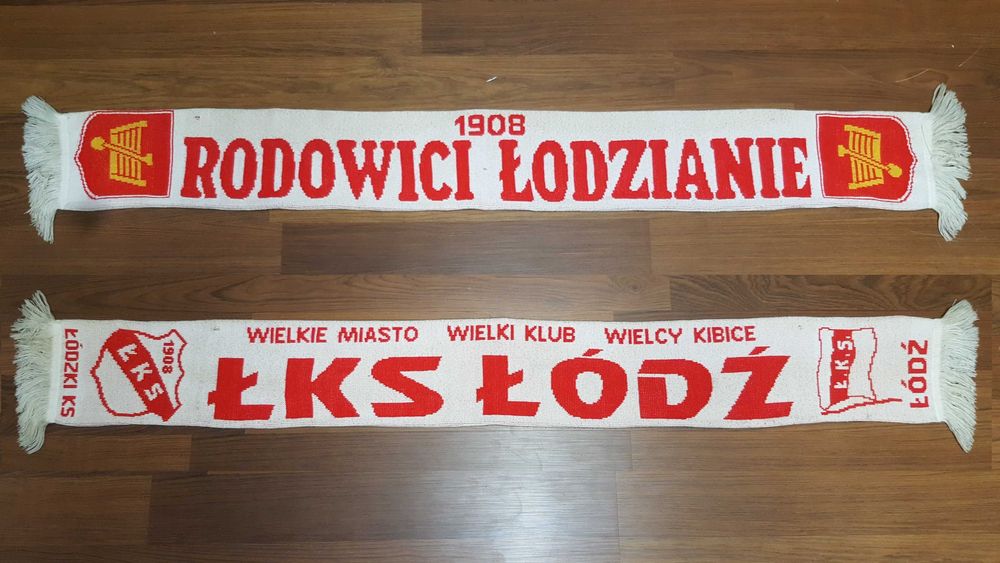 1908
RODOWICI ŁODZIANIE
ŁÓDZKI KS
ŁKS
1908
WIELKIE MIASTO WIELKI KLUB WIELCY KIBICE
ŁKS ŁÓDŹ
Ł.K.S.
ŁÓDŹ